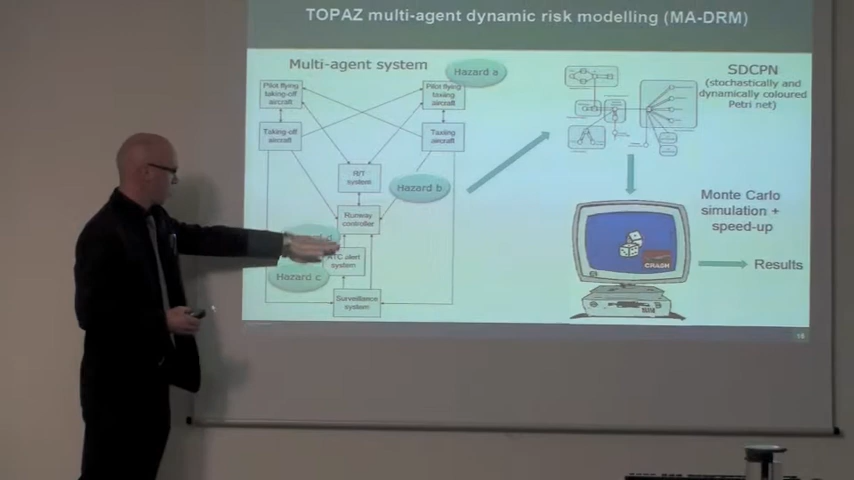 TOPAZ multi-agent dynamic risk modelling (MA-DRM)
Multi-agent system
Hazard a
Pilot flying
taking-off
aircraft
Pilot flying
taxiing
aircraft
Taking-off
aircraft
Taxiing
aircraft
R/T
system
Hazard b
Runway
controller
ATC alert
system
Hazard c
Surveillance
system
SDCPN
(stochastically and
dynamically coloured
Petri net)
Monte Carlo
simulation +
speed-up
CRASH
Results